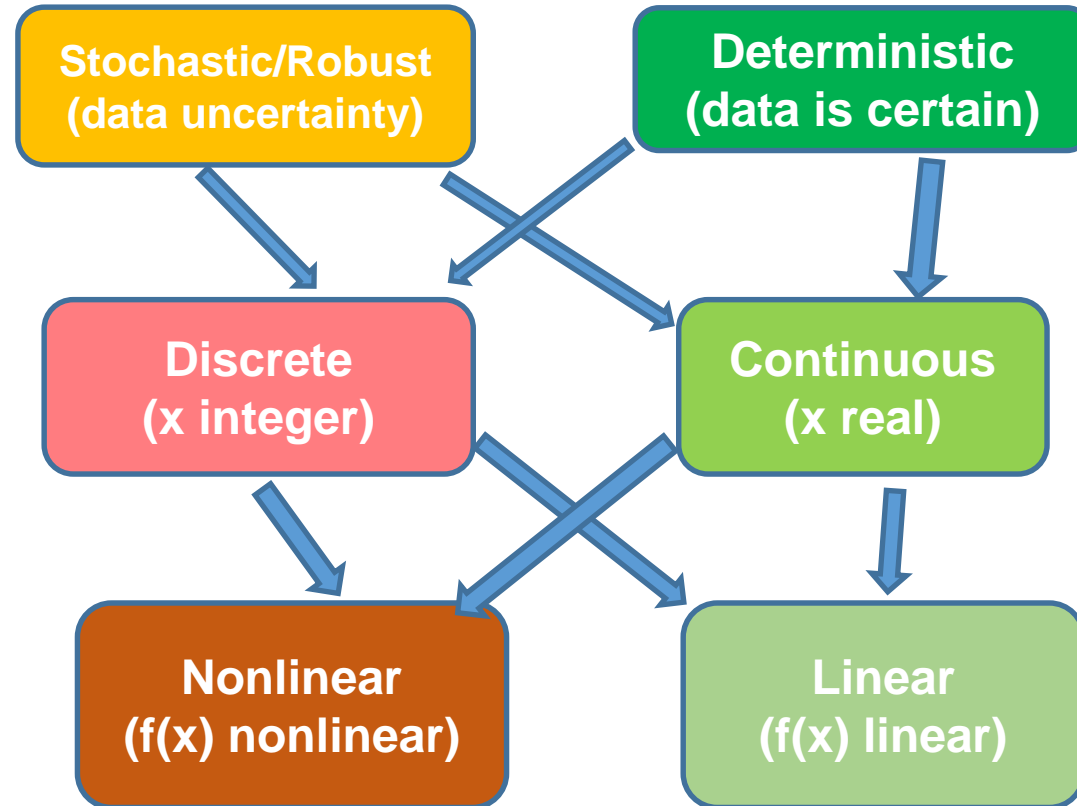 Stochastic/Robust
(data uncertainty)
Deterministic
(data is certain)
Discrete
(x integer)
Continuous
(x real)
Nonlinear
(f(x) nonlinear)
Linear
(f(x) linear)